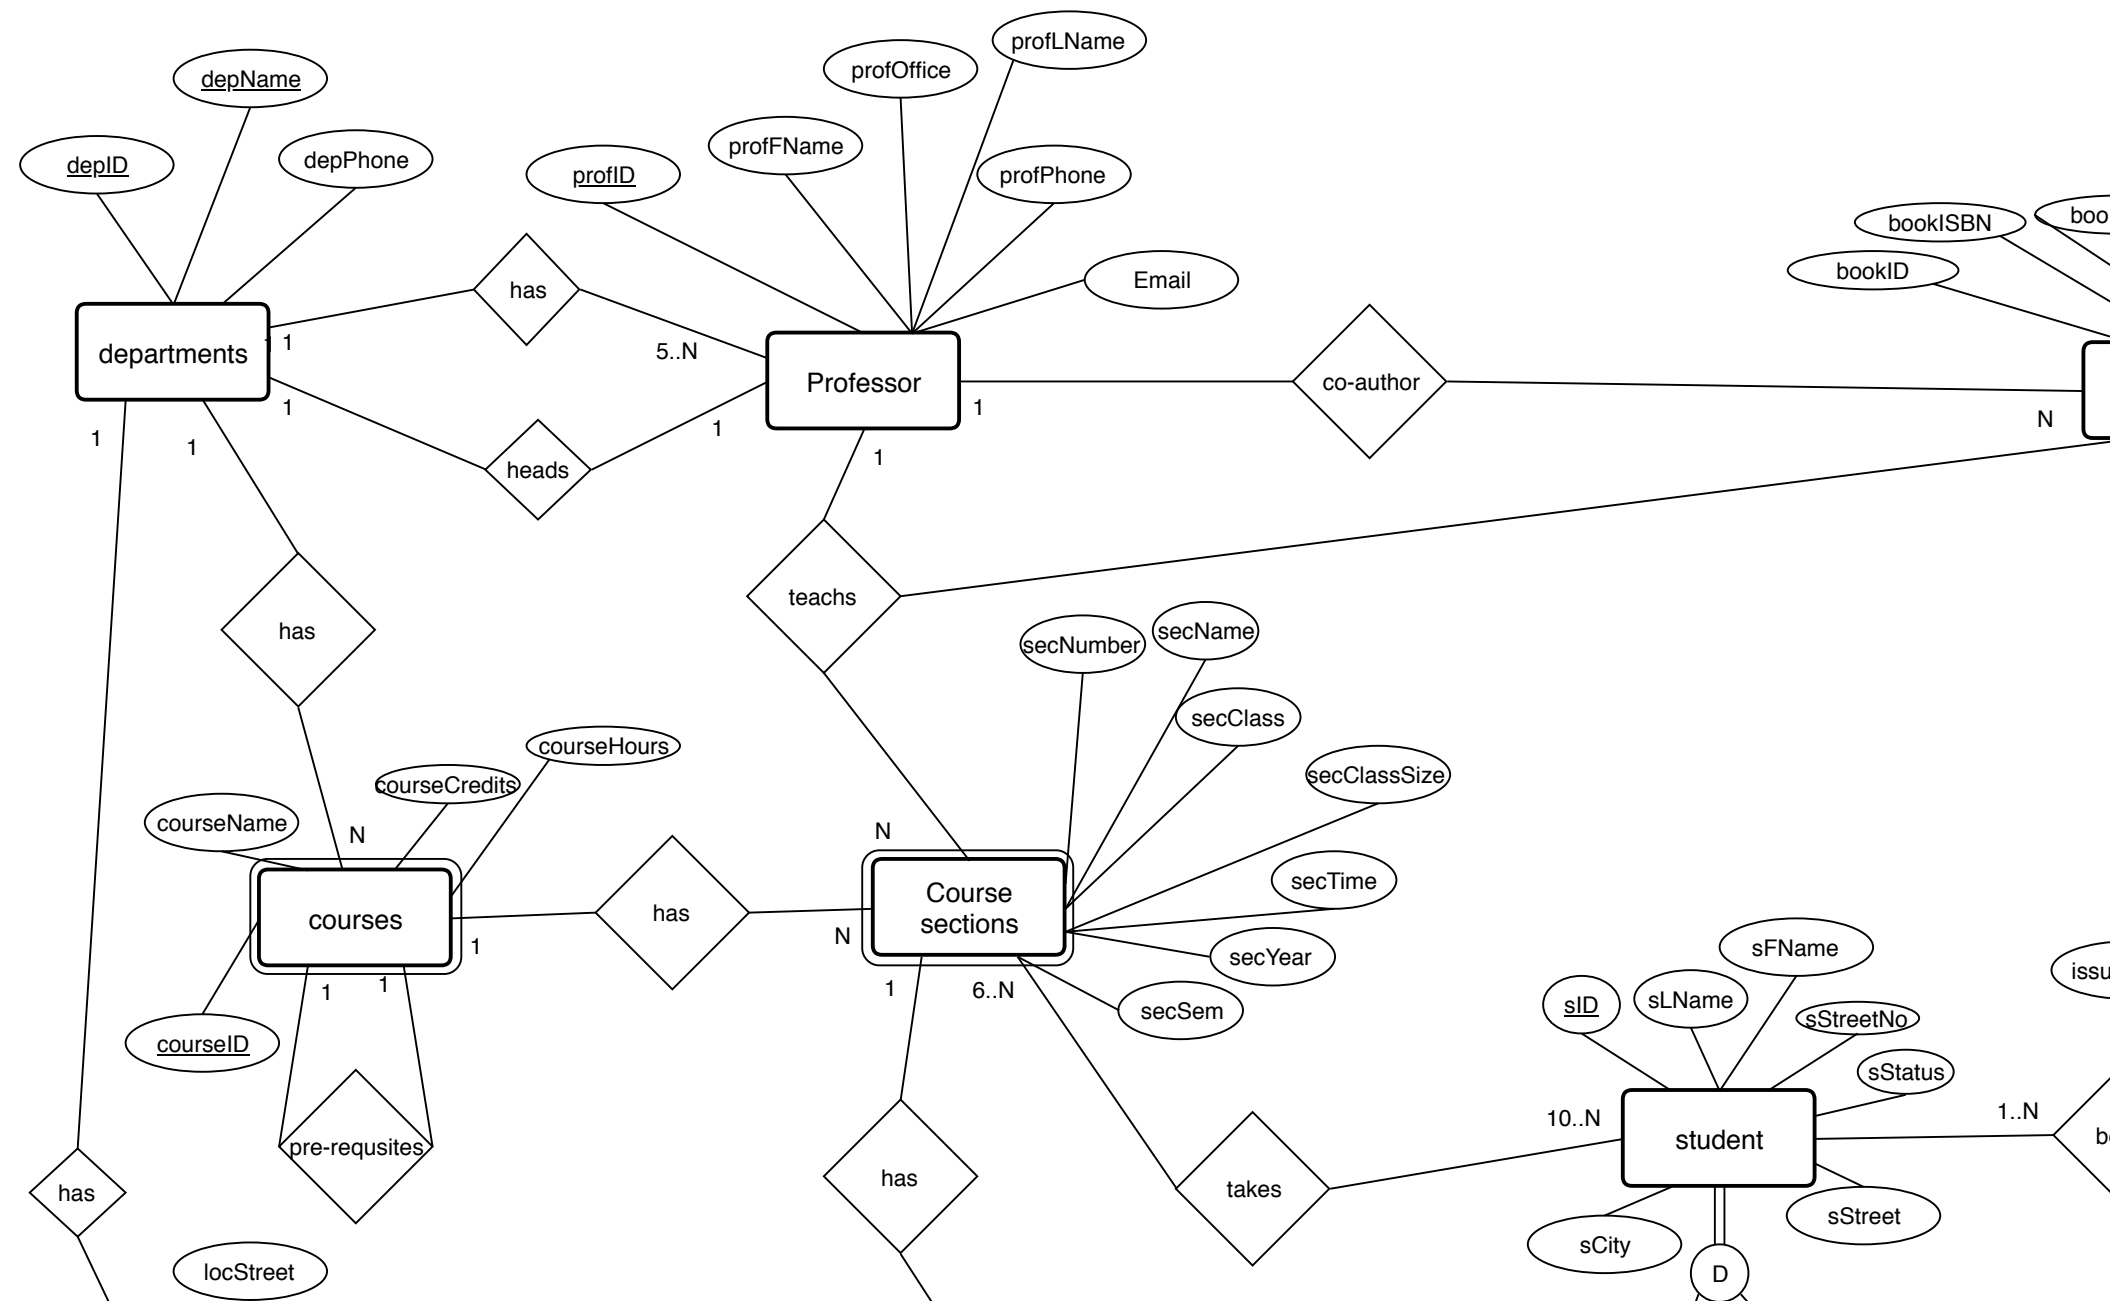 profLName
profOffice
depName
profFName
depPhone
depID
profID
profPhone
bookISBN
boo
bookID
Email
has
1
5..N
departments
Professor
co-author
1
1
N
1
1
1
1
heads
teachs
has
secNumber
secName
secClass
courseHours
secClassSize
courseCredits
courseName
N
N
secTime
Course
sections
courses
has
N
1
secYear
sFName
issu
1
1
1
6..N
sLName
sID
secSem
sStreetNo
courseID
sStatus
10..N
1..N
student
b
pre-requsites
has
takes
has
sStreet
sCity
locStreet
D